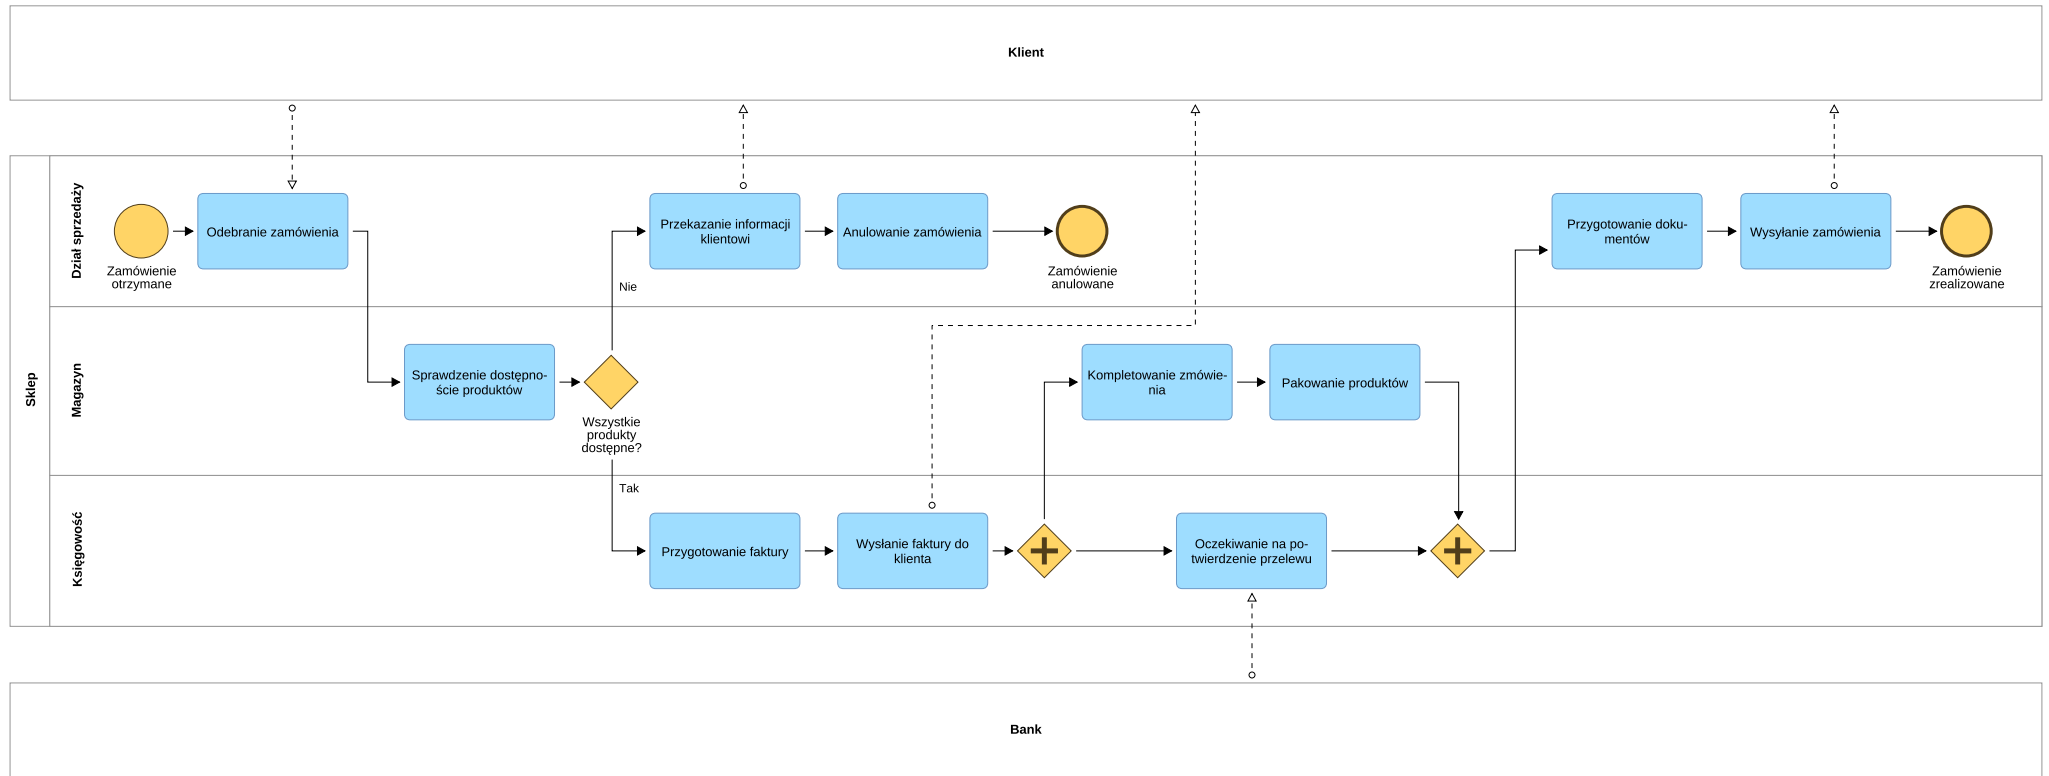 Klient
Sklep
Dział sprzedaży
Zamówienie
otrzymane
Odebranie zamówienia
Przekazanie informacji
klientowi
Anulowanie zamówienia
Zamówienie
anulowane
Przygotowanie doku-
mentów
Wysyłanie zamówienia
Zamówienie
zrealizowane
Nie
Magazyn
Sprawdzenie dostępno-
ście produktów
Wszystkie
produkty
dostępne?
Kompletowanie zmówie-
nia
Pakowanie produktów
Tak
Księgowość
Przygotowanie faktury
Wysłanie faktury do
klienta
Oczekiwanie na po-
twierdzenie przelewu
Bank